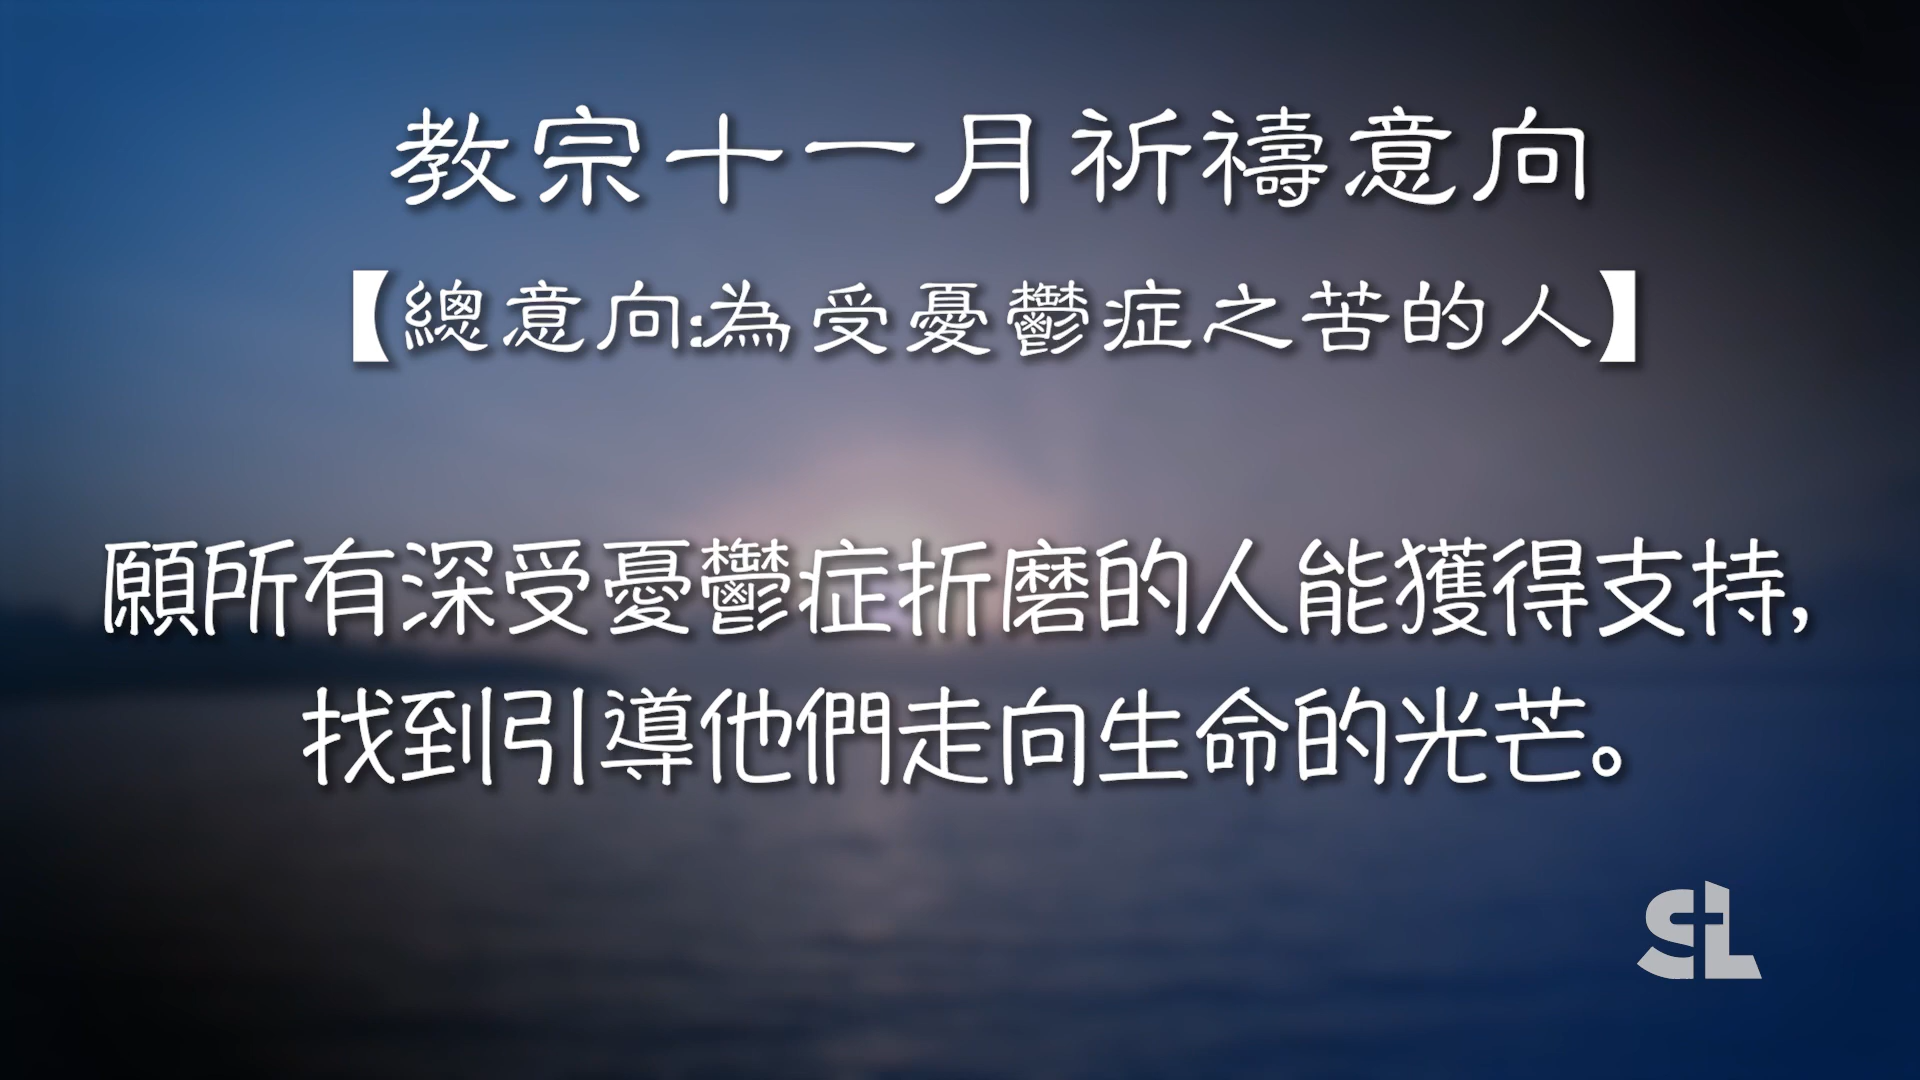 教宗十一月祈禱意向
【總意向:為受憂鬱症之苦的人】
願所有深受憂鬱症折磨的人能獲得支持,
找到引導他們走向生命的光芒。
SL